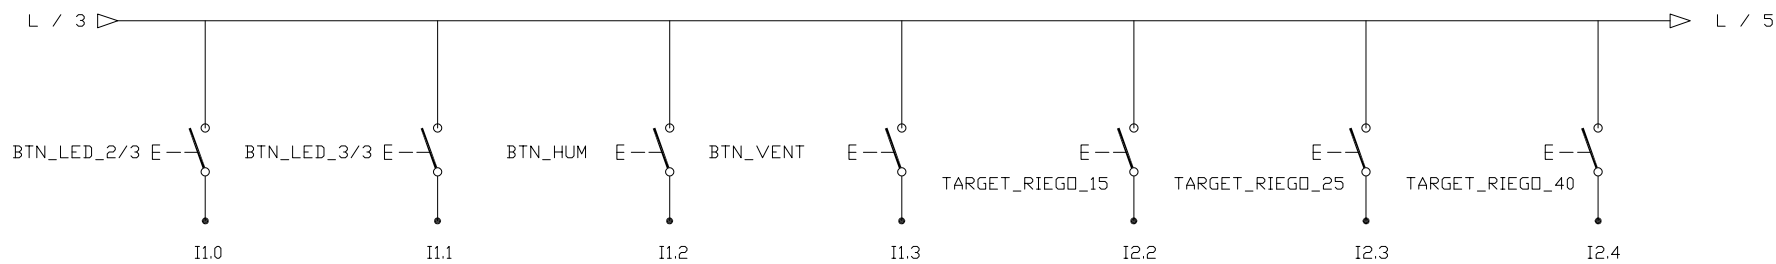 L / 3
L / 5
BTN_LED_2/3
BTN_LED_3/3
BTN_HUM
BTN_VENT
TARGET_RIEGO_15
TARGET_RIEGO_25
TARGET_RIEGO_40
I1.0
I1.1
I1.2
I1.3
I2.2
I2.3
I2.4